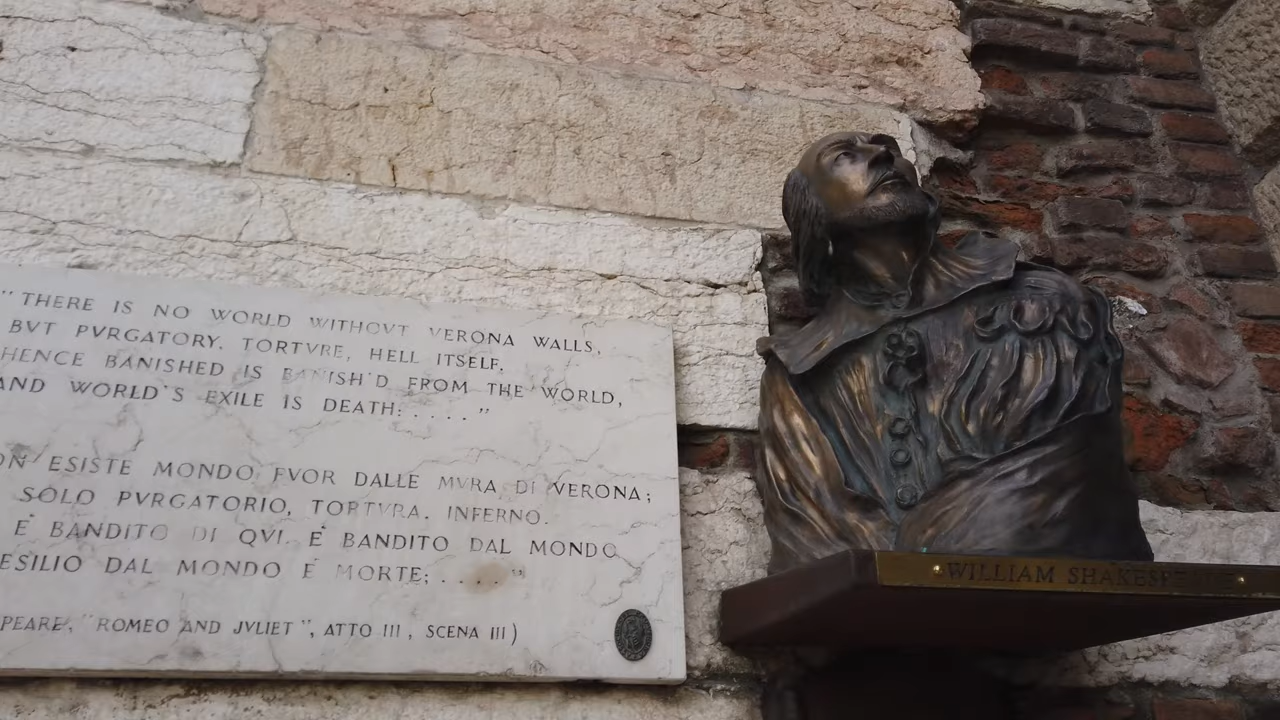 "THERE IS NO WORLD WITHOVT VERONA WALLS,
BVT PVRGATORY, TORTVRE, HELL ITSELF.
HENCE BANISHED IS BANISH'D FROM THE WORLD,
AND WORLD'S EXILE IS DEATH: . . . ."
ON ESISTE MONDO FVOR DALLE MVRA DI VERONA;
SOLO PVRGATORIO, TORTVRA, INFERNO.
É BANDITO DI QVI, É BANDITO DAL MONDO
ESILIO DAL MONDO É MORTE; . . . ."
PEARE, "ROMEO AND JVLIET", ATTO III, SCENA III)
WILLIAM SHAKESPEARE